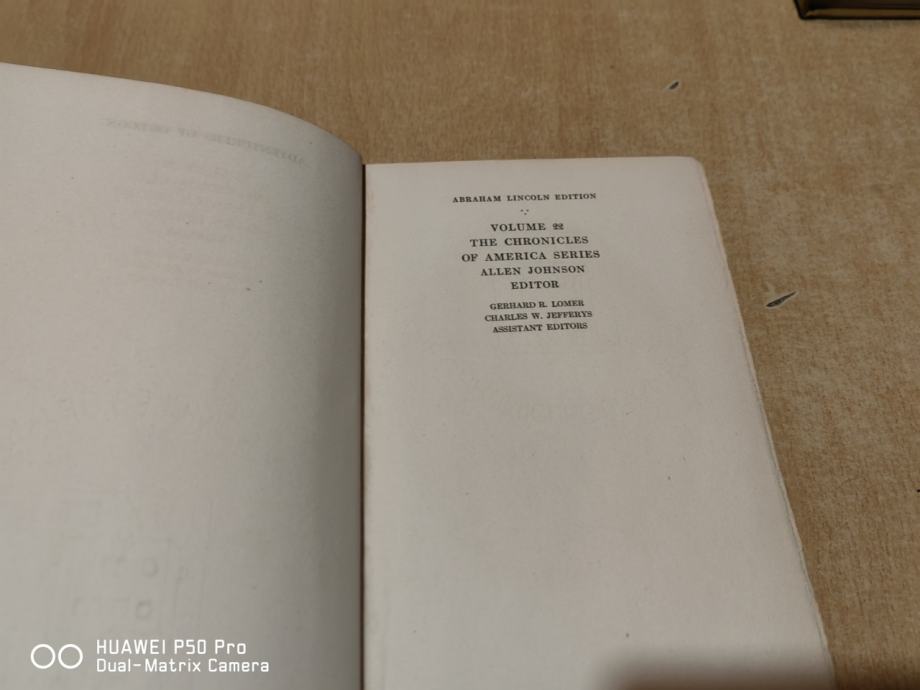 ABRAHAM LINCOLN EDITION
VOLUME 22
THE CHRONICLES
OF AMERICA SERIES
ALLEN JOHNSON
EDITOR
GERHARD R. LOMER
CHARLES W. JEFFERYS
ASSISTANT EDITORS
HUAWEI P50 Pro
Dual-Matrix Camera